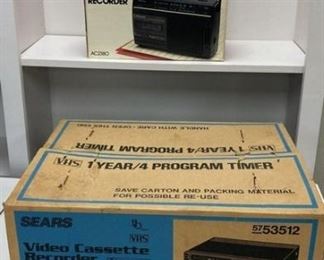 RECORDER
AC2380
HANDLE WITH CARE - OPEN THIS END
VHS 1 YEAR/4 PROGRAM TIMER
VHS 1 YEAR/4 PROGRAM TIMER
SAVE CARTON AND PACKING MATERIAL
FOR POSSIBLE RE-USE
SEARS
VHS
57 53512
Video Cassette
Recorder